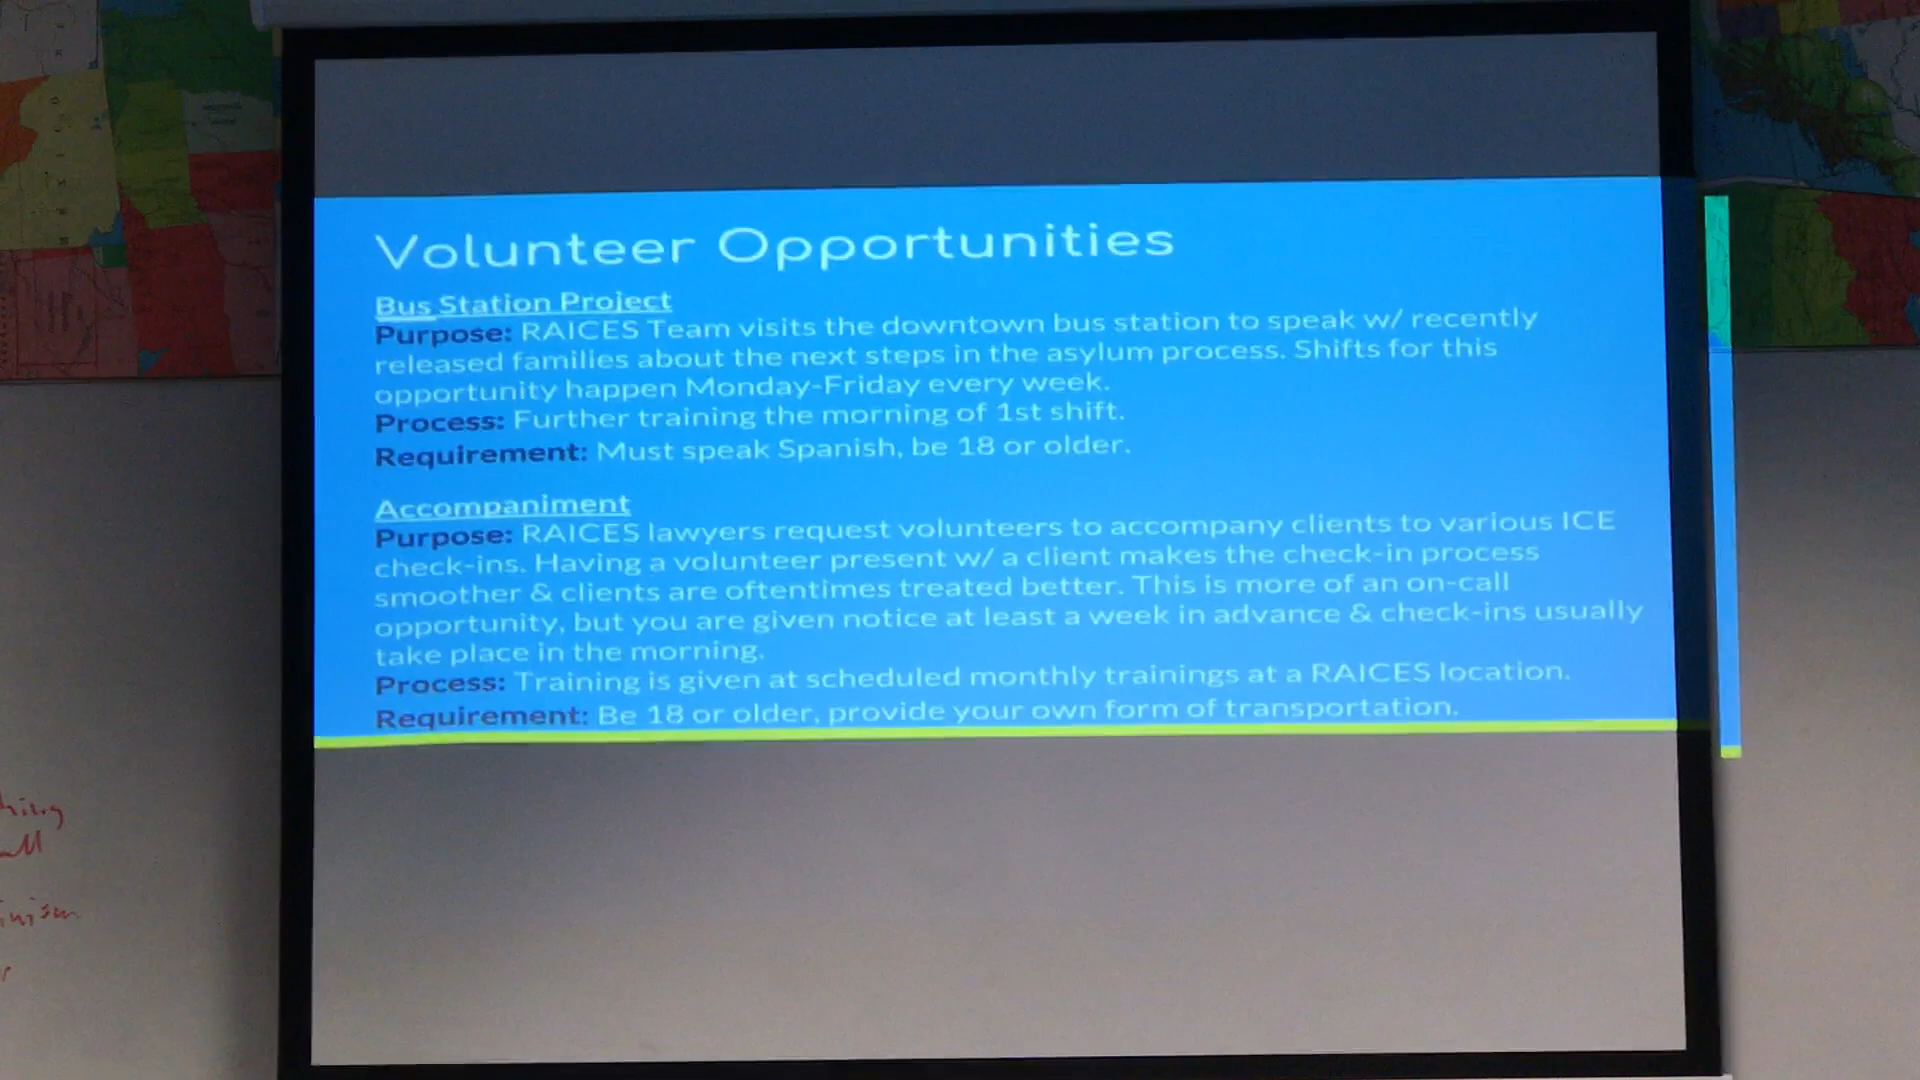 Volunteer Opportunities
Bus Station Project
Purpose: RAICES Team visits the downtown bus station to speak w/ recently
released families about the next steps in the asylum process. Shifts for this
opportunity happen Monday-Friday every week.
Process: Further training the morning of 1st shift.
Requirement: Must speak Spanish, be 18 or older.
Accompaniment
Purpose: RAICES lawyers request volunteers to accompany clients to various ICE
check-ins. Having a volunteer present w/ a client makes the check-in process
smoother & clients are oftentimes treated better. This is more of an on-call
opportunity, but you are given notice at least a week in advance & check-ins usually
take place in the morning.
Process: Training is given at scheduled monthly trainings at a RAICES location.
Requirement: Be 18 or older, provide your own form of transportation.